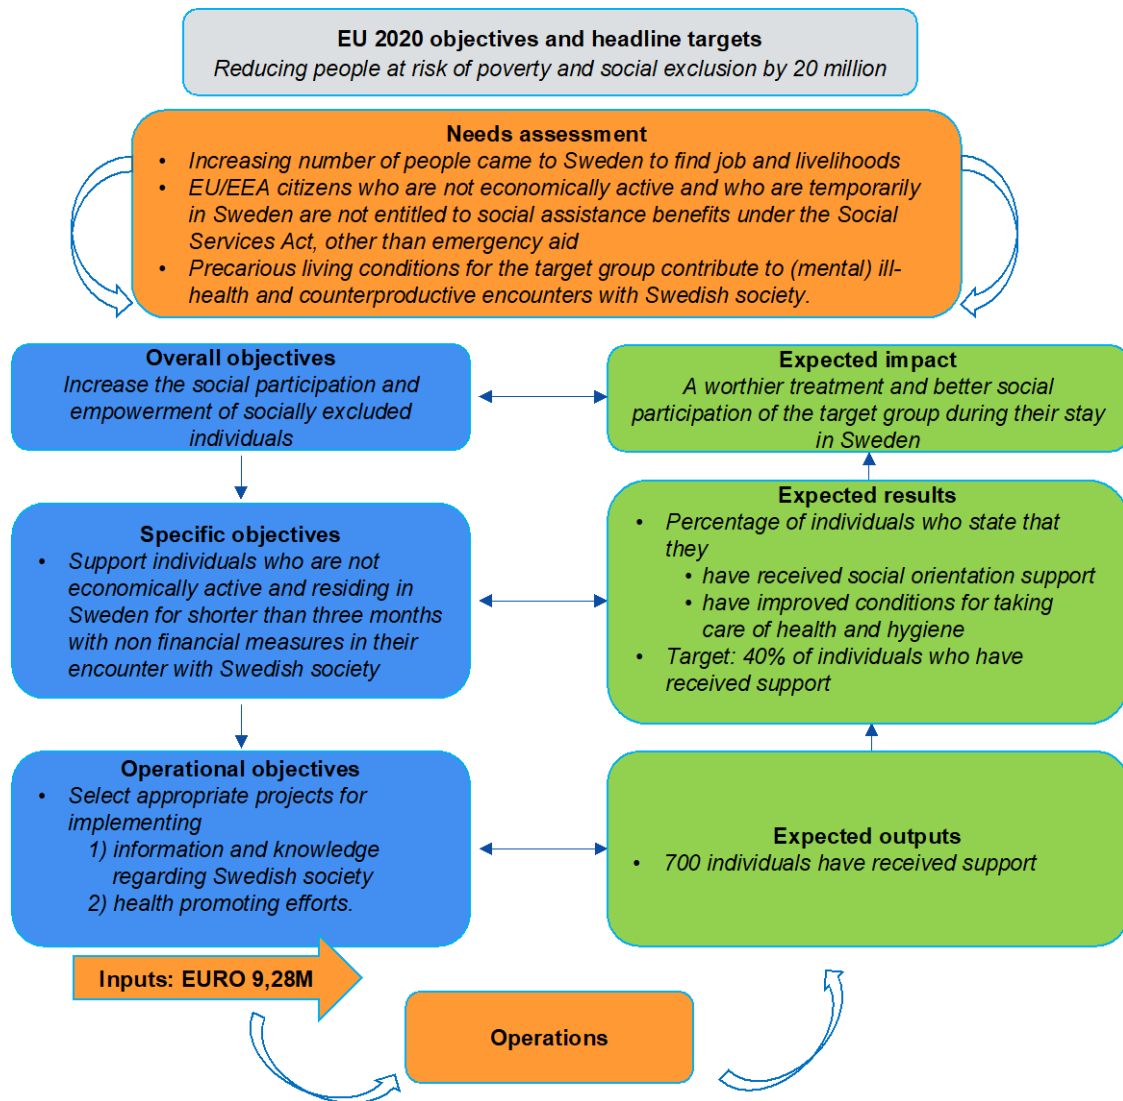 EU 2020 objectives and headline targets
Reducing people at risk of poverty and social exclusion by 20 million
Needs assessment
• Increasing number of people came to Sweden to find job and livelihoods
• EU/EEA citizens who are not economically active and who are temporarily
in Sweden are not entitled to social assistance benefits under the Social
Services Act, other than emergency aid
• Precarious living conditions for the target group contribute to (mental) ill-
health and counterproductive encounters with Swedish society.
Overall objectives
Increase the social participation and
empowerment of socially excluded
individuals
Expected impact
A worthier treatment and better social
participation of the target group during their stay
in Sweden
Specific objectives
• Support individuals who are not
economically active and residing in
Sweden for shorter than three months
with non financial measures in their
encounter with Swedish society
Expected results
• Percentage of individuals who state that
they
• have received social orientation support
• have improved conditions for taking
care of health and hygiene
• Target: 40% of individuals who have
received support
Operational objectives
• Select appropriate projects for
implementing
1) information and knowledge
regarding Swedish society
2) health promoting efforts.
Expected outputs
• 700 individuals have received support
Inputs: EURO 9,28M
Operations